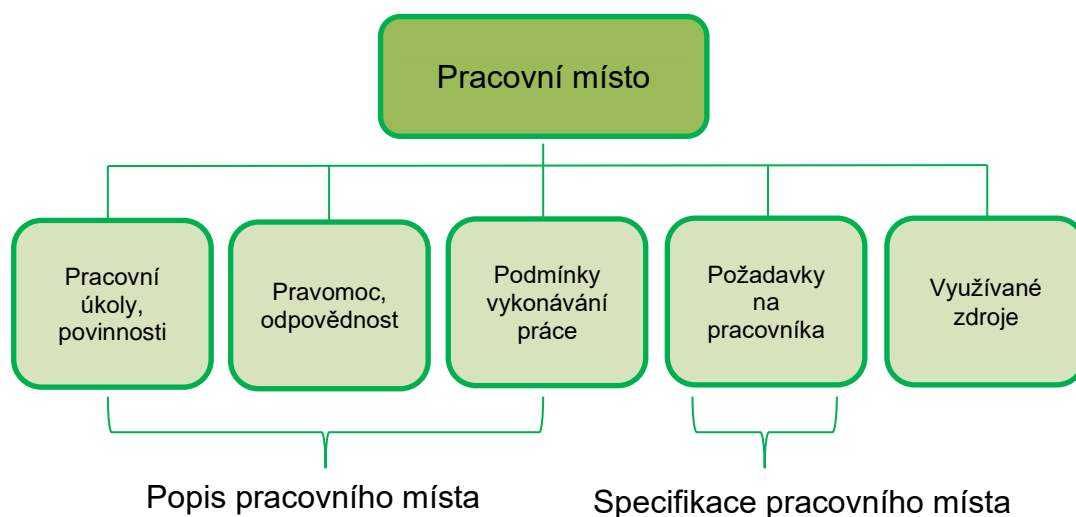 Pracovní místo
Pracovní
úkoly,
povinnosti
Pravomoc,
odpovědnost
Podmínky
vykonávání
práce
Požadavky
na
pracovníka
Využívané
zdroje
Popis pracovního místa
Specifikace pracovního místa